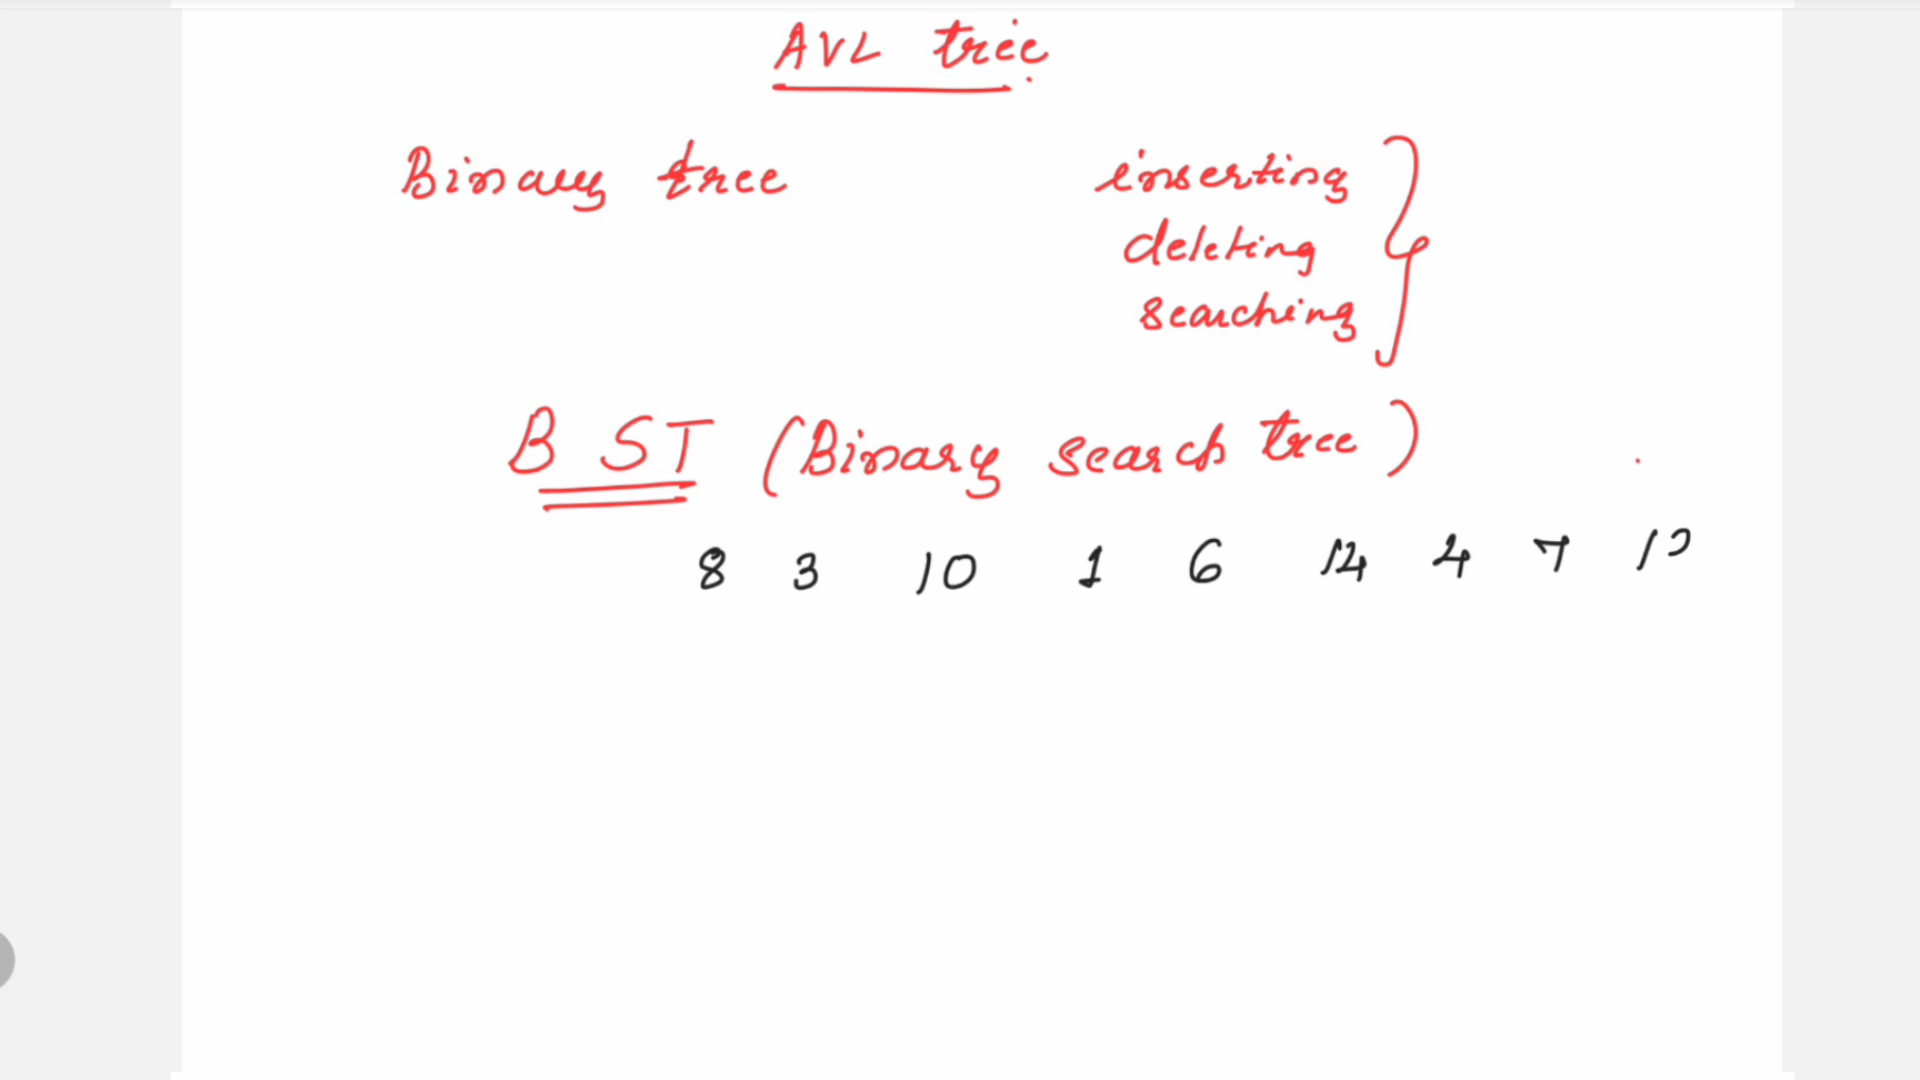 AVL tree
Binary tree
inserting
deleting
searching
BST (Binary search tree)
8 3 10 1 6 14 4 7